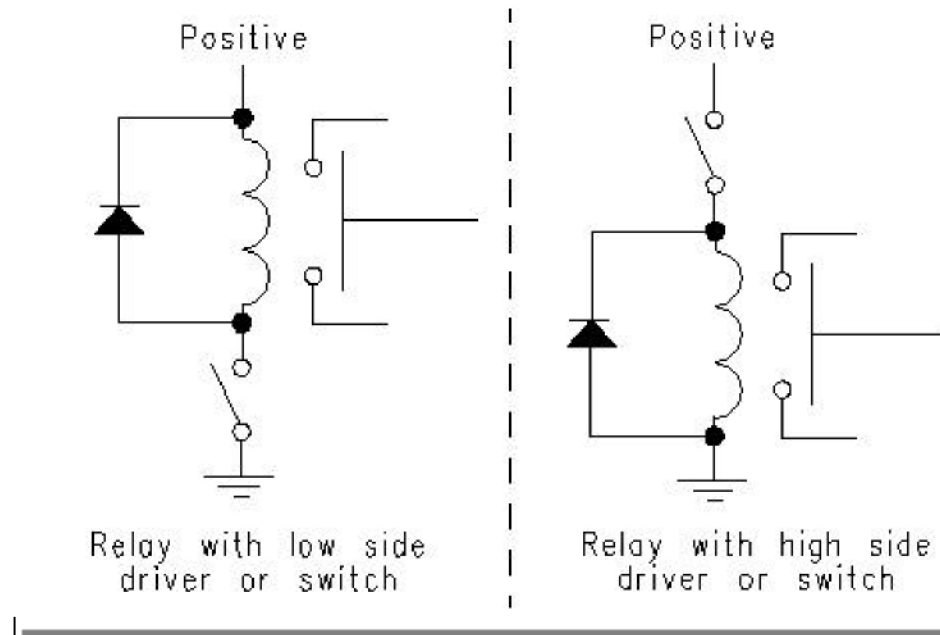 Positive
Relay with low side
driver or switch
Positive
Relay with high side
driver or switch